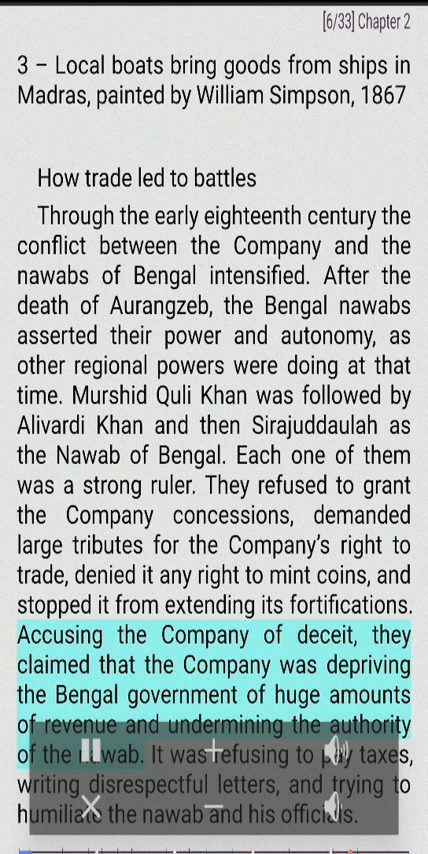 [6/33] Chapter 2
3 – Local boats bring goods from ships in
Madras, painted by William Simpson, 1867
How trade led to battles
Through the early eighteenth century the
conflict between the Company and the
nawabs of Bengal intensified. After the
death of Aurangzeb, the Bengal nawabs
asserted their power and autonomy, as
other regional powers were doing at that
time. Murshid Quli Khan was followed by
Alivardi Khan and then Sirajuddaulah as
the Nawab of Bengal. Each one of them
was a strong ruler. They refused to grant
the Company concessions, demanded
large tributes for the Company's right to
trade, denied it any right to mint coins, and
stopped it from extending its fortifications.
Accusing the Company of deceit, they
claimed that the Company was depriving
the Bengal government of huge amounts
of revenue and undermining the authority
of the nawab. It was refusing to pay taxes,
writing disrespectful letters, and trying to
humiliate the nawab and his officials.